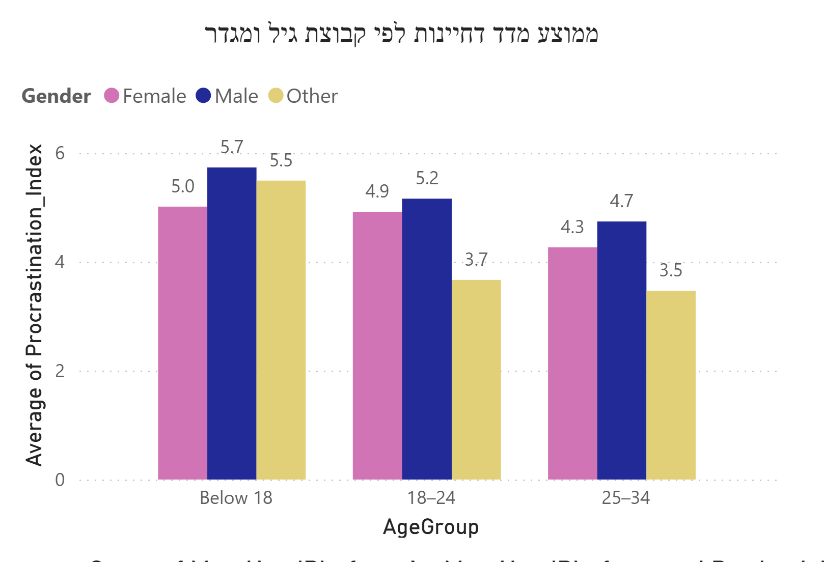 ממוצע מדד דחיינות לפי קבוצת גיל ומגדר
Gender Female Male Other
Average of Procrastination_Index
6
4
2
0
5.0 5.7 5.5
4.9 5.2 3.7
4.3 4.7 3.5
Below 18 18–24 25–34
AgeGroup